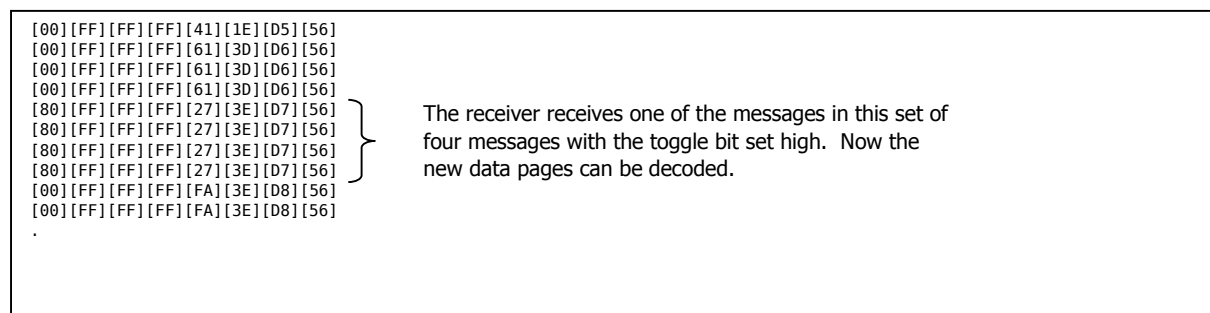 [00][FF][FF][FF][41][1E][D5][56]
[00][FF][FF][FF][61][3D][D6][56]
[00][FF][FF][FF][61][3D][D6][56]
[00][FF][FF][FF][61][3D][D6][56]
[80][FF][FF][FF][27][3E][D7][56]
[80][FF][FF][FF][27][3E][D7][56]
[80][FF][FF][FF][27][3E][D7][56]
[80][FF][FF][FF][27][3E][D7][56]
[00][FF][FF][FF][FA][3E][D8][56]
[00][FF][FF][FF][FA][3E][D8][56]
.
The receiver receives one of the messages in this set of
four messages with the toggle bit set high. Now the
new data pages can be decoded.